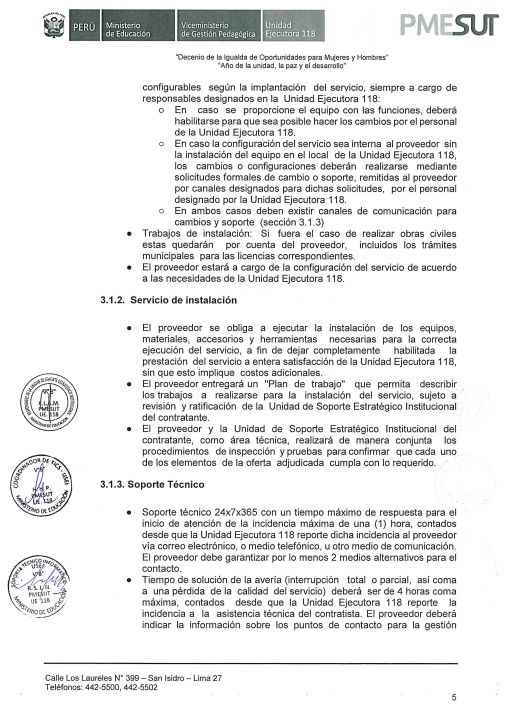 PERÚ
Ministerio
de Educación
Viceministerio
de Gestión Pedagógica
Unidad
Ejecutora 118
PMESUT
"Decenio de la Igualda de Oportunidades para Mujeres y Hombres"
"Año de la unidad, la paz y el desarrollo"
configurables según la implantación del servicio, siempre a cargo de
responsables designados en la Unidad Ejecutora 118:
o En caso se proporcione el equipo con las funciones, deberá
habilitarse para que sea posible hacer los cambios por el personal
de la Unidad Ejecutora 118.
o En caso la configuración del servicio sea interna al proveedor sin
la instalación del equipo en el local de la Unidad Ejecutora 118,
los cambios o configuraciones deberán realizarse mediante
solicitudes formales de cambio o soporte, remitidas al proveedor
por canales designados para dichas solicitudes, por el personal
designado por la Unidad Ejecutora 118.
o En ambos casos deben existir canales de comunicación para
cambios y soporte (sección 3.1.3)
● Trabajos de instalación: Si fuera el caso de realizar obras civiles
estas quedarán por cuenta del proveedor, incluidos los trámites
municipales para las licencias correspondientes.
● El proveedor estará a cargo de la configuración del servicio de acuerdo
a las necesidades de la Unidad Ejecutora 118.
3.1.2. Servicio de instalación
● El proveedor se obliga a ejecutar la instalación de los equipos,
materiales, accesorios y herramientas necesarias para la correcta
ejecución del servicio, a fin de dejar completamente habilitada la
prestación del servicio a entera satisfacción de la Unidad Ejecutora 118,
sin que esto implique costos adicionales.
● El proveedor entregará un "Plan de trabajo" que permita describir
los trabajos a realizarse para la instalación del servicio, sujeto a
revisión y ratificación de la Unidad de Soporte Estratégico Institucional
del contratante.
● El proveedor y la Unidad de Soporte Estratégico Institucional del
contratante, como área técnica, realizará de manera conjunta los
procedimientos de inspección y pruebas para confirmar que cada uno
de los elementos de la oferta adjudicada cumpla con lo requerido.
3.1.3. Soporte Técnico
● Soporte técnico 24x7x365 con un tiempo máximo de respuesta para el
inicio de atención de la incidencia máxima de una (1) hora, contados
desde que la Unidad Ejecutora 118 reporte dicha incidencia al proveedor
vía correo electrónico, o medio telefónico, u otro medio de comunicación.
El proveedor debe garantizar por lo menos 2 medios alternativos para el
contacto.
● Tiempo de solución de la avería (interrupción total o parcial, así coma
a una pérdida de la calidad del servicio) deberá ser de 4 horas coma
máxima, contados desde que la Unidad Ejecutora 118 reporte la
incidencia a la asistencia técnica del contratista. El proveedor deberá
indicar la información sobre los puntos de contacto para la gestión
V°B°
K.L.A.M.
PMESUT
UE 118
COORDINADOR DE TICS - USEI
V°B°
H. P.
PMESUT
UE. 118
MINISTERIO DE EDUCACIÓN
USEI
V°B°
R. S. L. H.
PMESUT
UE 118
Calle Los Laureles N° 399 – San Isidro – Lima 27
Teléfonos: 442-5500, 442-5502
5